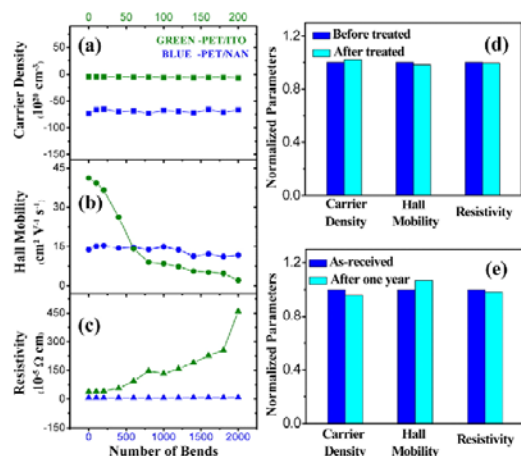 0 50 100 150 200
(a)
GREEN -PET/ITO
BLUE -PET/NAN
Carrier Density
(10²⁰ cm⁻³)
50
0
-50
-100
-150
(b)
Hall Mobility
(cm² V⁻¹ s⁻¹)
45
30
15
0
(c)
Resistivity
(10⁻⁵ Ω cm)
450
300
150
0
-150
0 500 1000 1500 2000
Number of Bends
(d)
Before treated
After treated
Normalized Parameters
1.2
0.8
0.4
0.0
Carrier Density
Hall Mobility
Resistivity
(e)
As-received
After one year
Normalized Parameters
1.2
0.8
0.4
0.0
Carrier Density
Hall Mobility
Resistivity